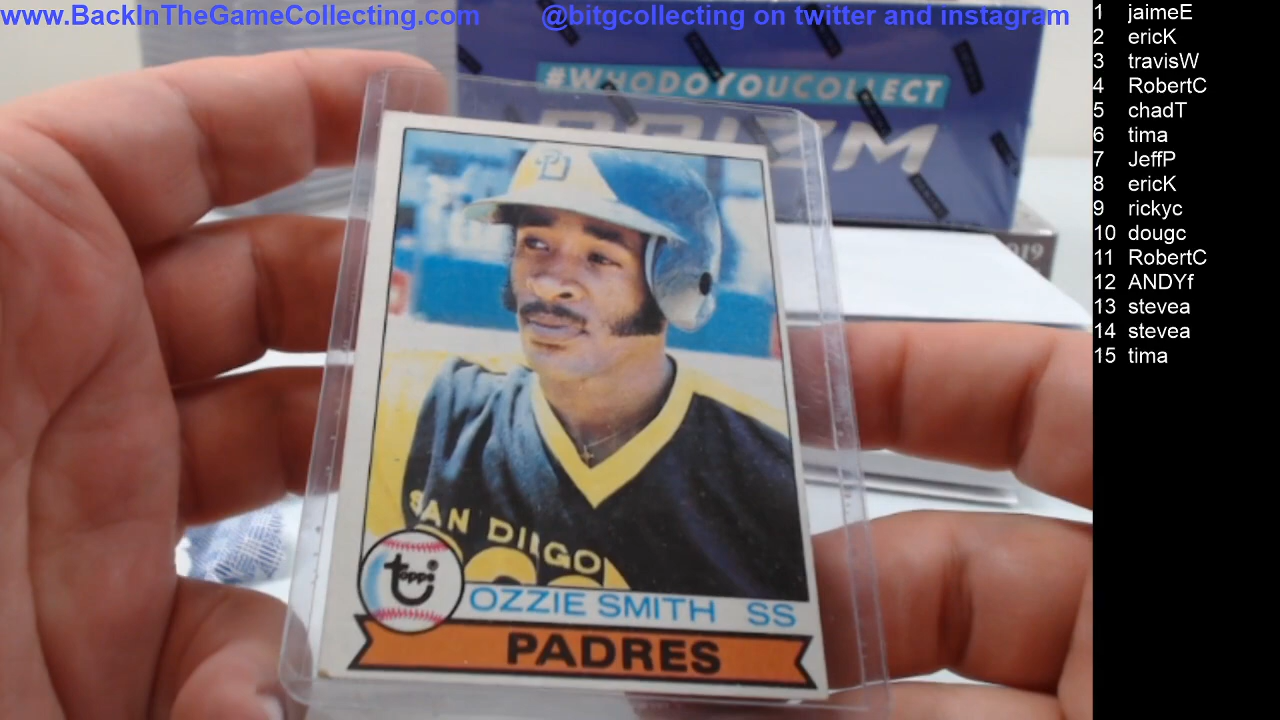 www.BackInTheGameCollecting.com
@bitgcollecting on twitter and instagram
1 jaimeE
2 ericK
3 travisW
4 RobertC
5 chadT
6 tima
7 JeffP
8 ericK
9 rickyc
10 dougc
11 RobertC
12 ANDYf
13 stevea
14 stevea
15 tima
#WHODOYOUCOLLECT
PRIZM
SAN DIEGO
topps
OZZIE SMITH SS
PADRES